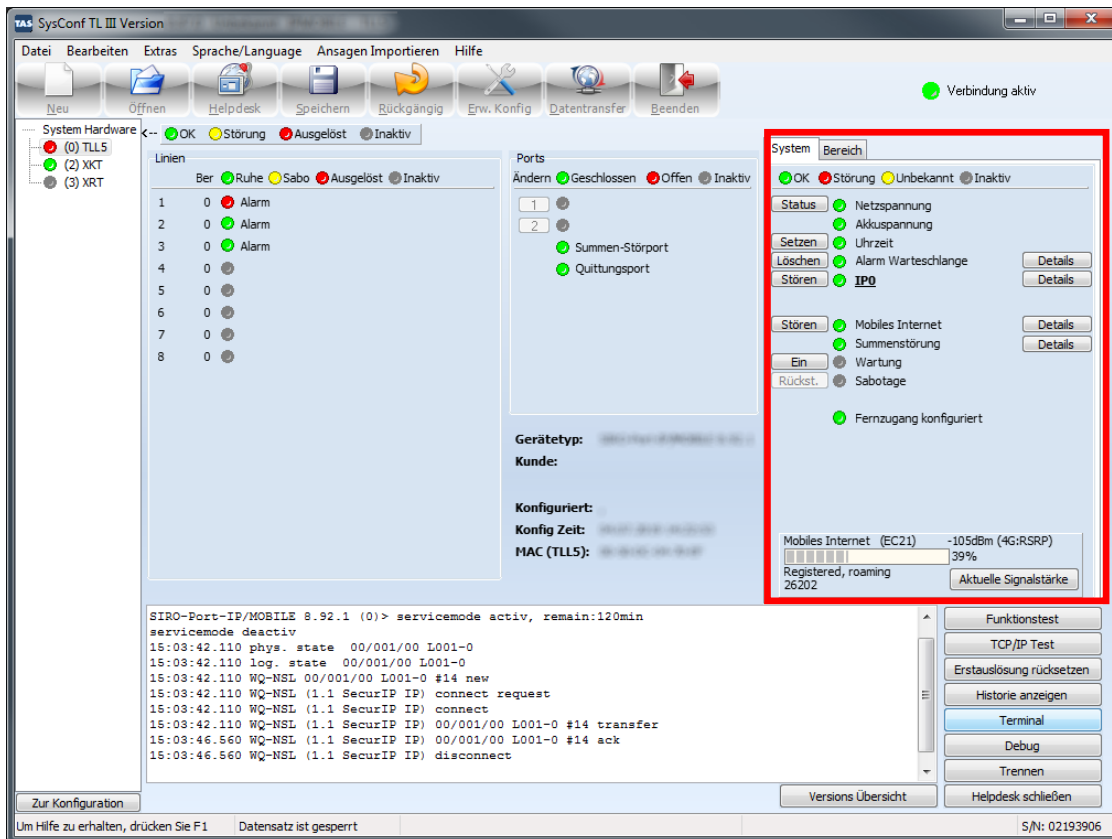 TAS SysConf TL III Version
Datei Bearbeiten Extras Sprache/Language Ansagen Importieren Hilfe
Neu Öffnen Helpdesk Speichern Rückgängig Erw. Konfig Datentransfer Beenden
Verbindung aktiv
System Hardware
(0) TLL5
(2) XKT
(3) XRT
<-- OK Störung Ausgelöst Inaktiv
Linien
Ber Ruhe Sabo Ausgelöst Inaktiv
1 0 Alarm
2 0 Alarm
3 0 Alarm
4 0
5 0
6 0
7 0
8 0
Ports
Ändern Geschlossen Offen Inaktiv
1
2
Summen-Störport
Quittungsport
Gerätetyp:
Kunde:
Konfiguriert:
Konfig Zeit:
MAC (TLL5):
System Bereich
OK Störung Unbekannt Inaktiv
Status Netzspannung
Akkuspannung
Setzen Uhrzeit
Löschen Alarm Warteschlange Details
Stören IP0 Details
Stören Mobiles Internet Details
Summenstörung Details
Ein Wartung
Rückst. Sabotage
Fernzugang konfiguriert
Mobiles Internet (EC21) -105dBm (4G:RSRP)
39%
Registered, roaming
26202
Aktuelle Signalstärke
SIRO-Port-IP/MOBILE 8.92.1 (0)> servicemode activ, remain:120min
servicemode deactiv
15:03:42.110 phys. state 00/001/00 L001-0
15:03:42.110 log. state 00/001/00 L001-0
15:03:42.110 WQ-NSL 00/001/00 L001-0 #14 new
15:03:42.110 WQ-NSL (1.1 SecurIP IP) connect request
15:03:42.110 WQ-NSL (1.1 SecurIP IP) connect
15:03:42.110 WQ-NSL (1.1 SecurIP IP) 00/001/00 L001-0 #14 transfer
15:03:46.560 WQ-NSL (1.1 SecurIP IP) 00/001/00 L001-0 #14 ack
15:03:46.560 WQ-NSL (1.1 SecurIP IP) disconnect
Funktionstest
TCP/IP Test
Erstauslösung rücksetzen
Historie anzeigen
Terminal
Debug
Trennen
Zur Konfiguration
Versions Übersicht
Helpdesk schließen
Um Hilfe zu erhalten, drücken Sie F1 Datensatz ist gesperrt S/N: 02193906